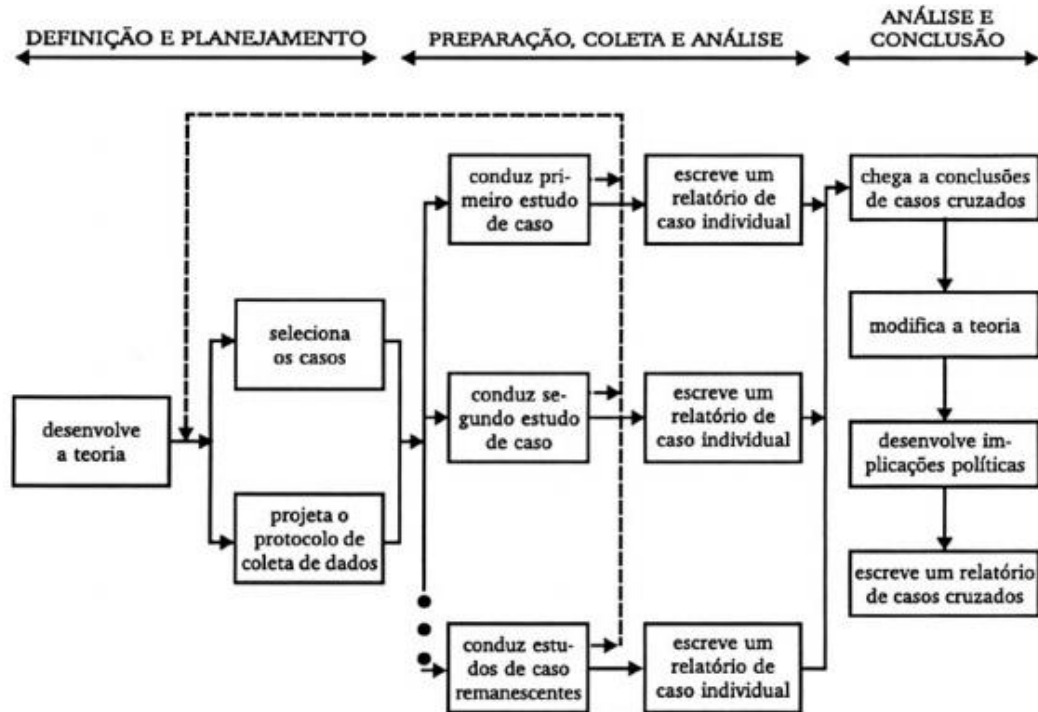 DEFINIÇÃO E PLANEJAMENTO
PREPARAÇÃO, COLETA E ANÁLISE
ANÁLISE E
CONCLUSÃO
desenvolve
a teoria
seleciona
os casos
projeta o
protocolo de
coleta de dados
conduz pri-
meiro estudo
de caso
escreve um
relatório de
caso individual
conduz se-
gundo estudo
de caso
escreve um
relatório de
caso individual
conduz estu-
dos de caso
remanescentes
escreve um
relatório de
caso individual
chega a conclusões
de casos cruzados
modifica a teoria
desenvolve im-
plicações políticas
escreve um relatório
de casos cruzados